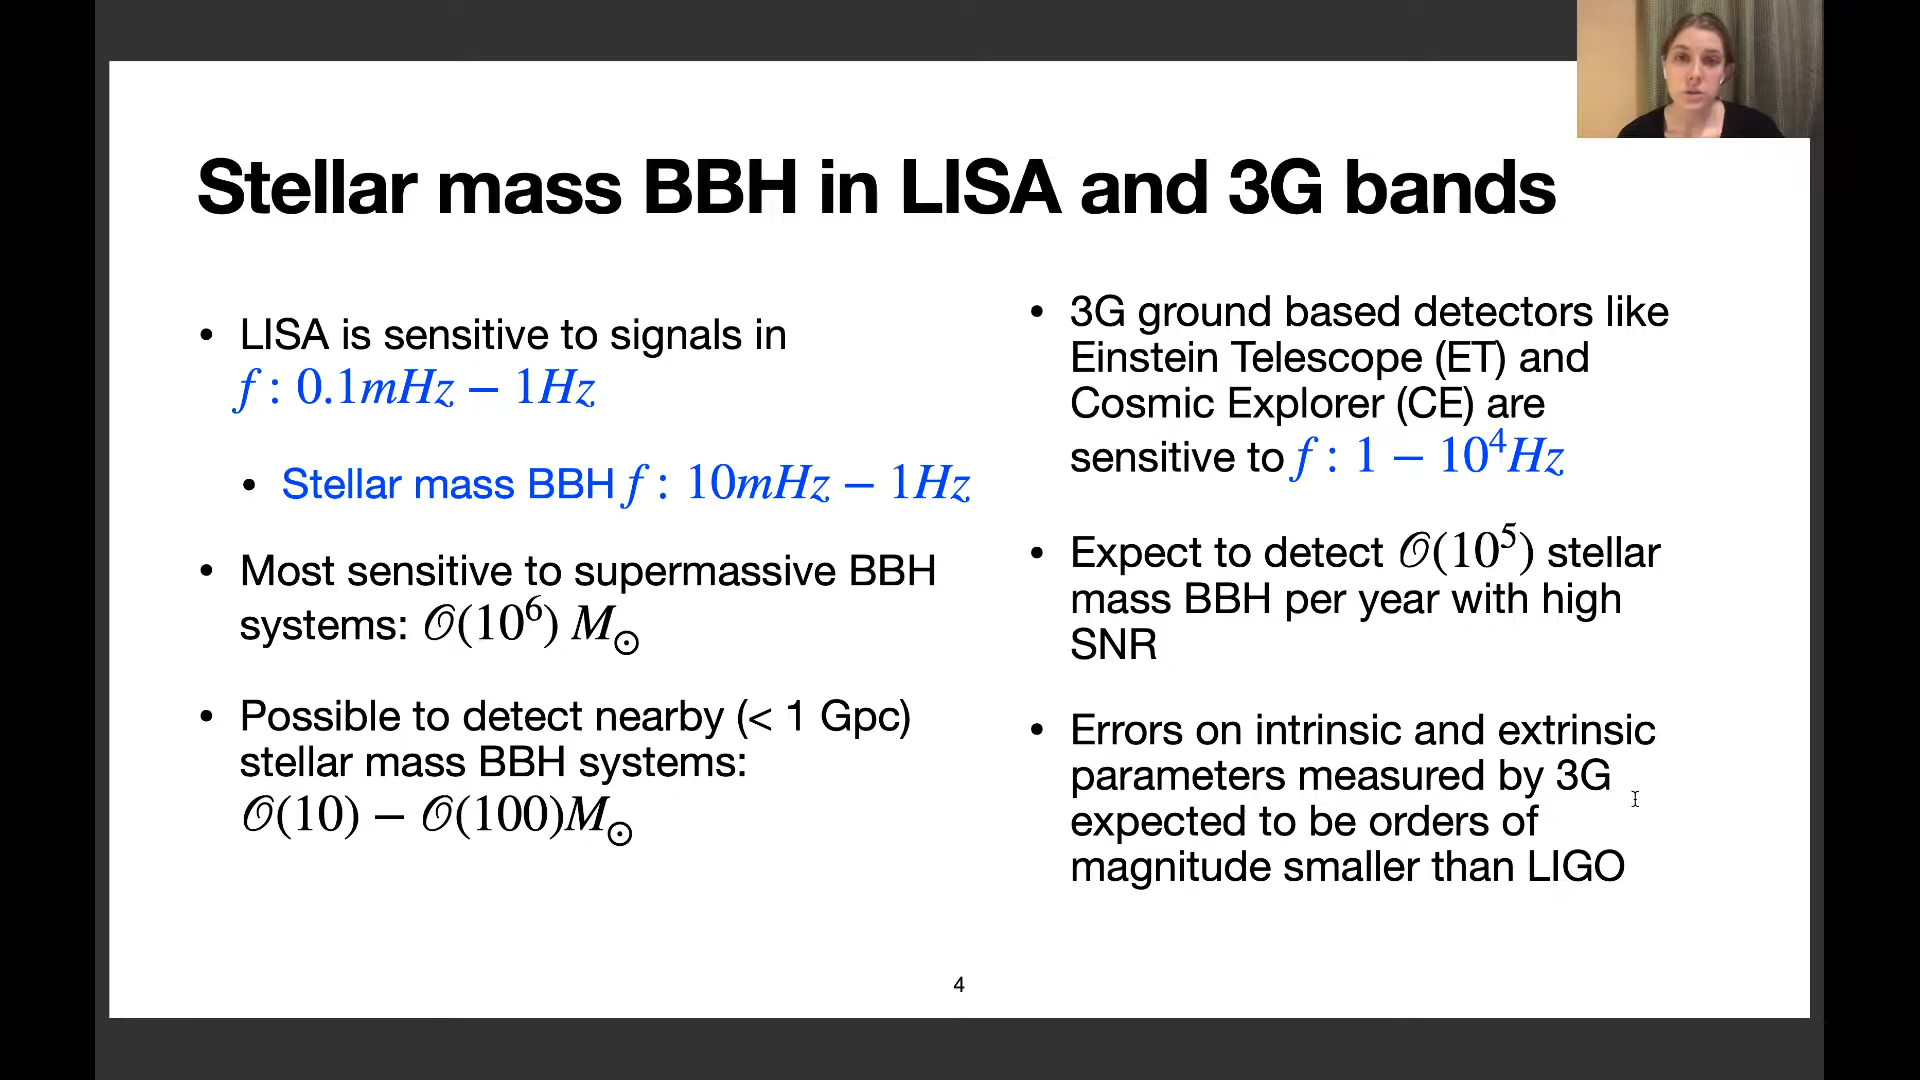 Stellar mass BBH in LISA and 3G bands
• LISA is sensitive to signals in
f : 0.1mHz − 1Hz
• Stellar mass BBH f : 10mHz − 1Hz
• Most sensitive to supermassive BBH
systems: 𝒪(10⁶) M⊙
• Possible to detect nearby (< 1 Gpc)
stellar mass BBH systems:
𝒪(10) − 𝒪(100)M⊙
• 3G ground based detectors like
Einstein Telescope (ET) and
Cosmic Explorer (CE) are
sensitive to f : 1 − 10⁴Hz
• Expect to detect 𝒪(10⁵) stellar
mass BBH per year with high
SNR
• Errors on intrinsic and extrinsic
parameters measured by 3G
expected to be orders of
magnitude smaller than LIGO
4